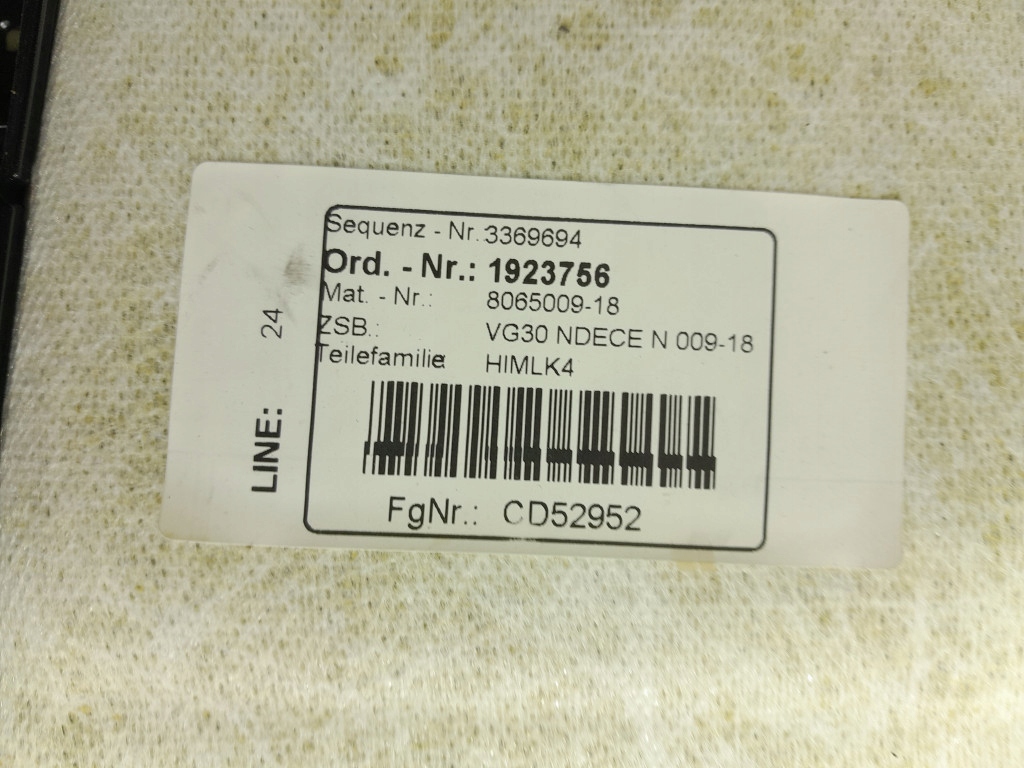 Sequenz - Nr.: 3369694
Ord. - Nr.: 1923756
Mat. - Nr.: 8065009-18
ZSB.: VG30 NDECE N 009-18
Teilefamilie: HIMLK4
FgNr.: CD52952
LINE: 24